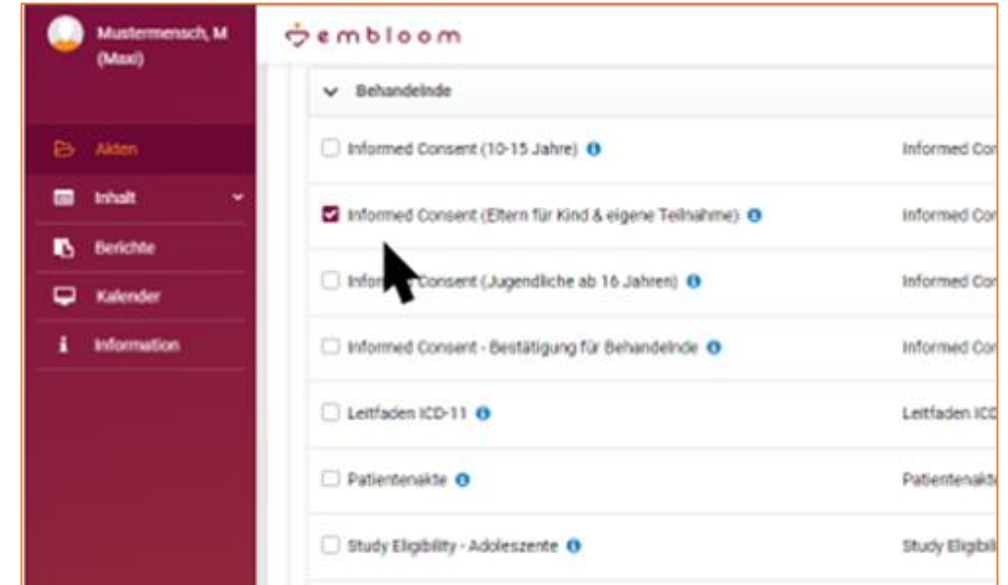 Mustermensch, M
(Maxi)
embloom
Akten
Inhalt
Berichte
Kalender
Information
Behandelnde
Informed Consent (10-15 Jahre) Informed Con
Informed Consent (Eltern für Kind & eigene Teilnahme) Informed Con
Consent (Jugendliche ab 16 Jahren) Informed Con
Informed Consent - Bestätigung für Behandelnde Informed Con
Leitfaden ICD-11 Leitfaden ICD
Patientenakte Patientenakte
Study Eligibility - Adoleszente Study Eligibili